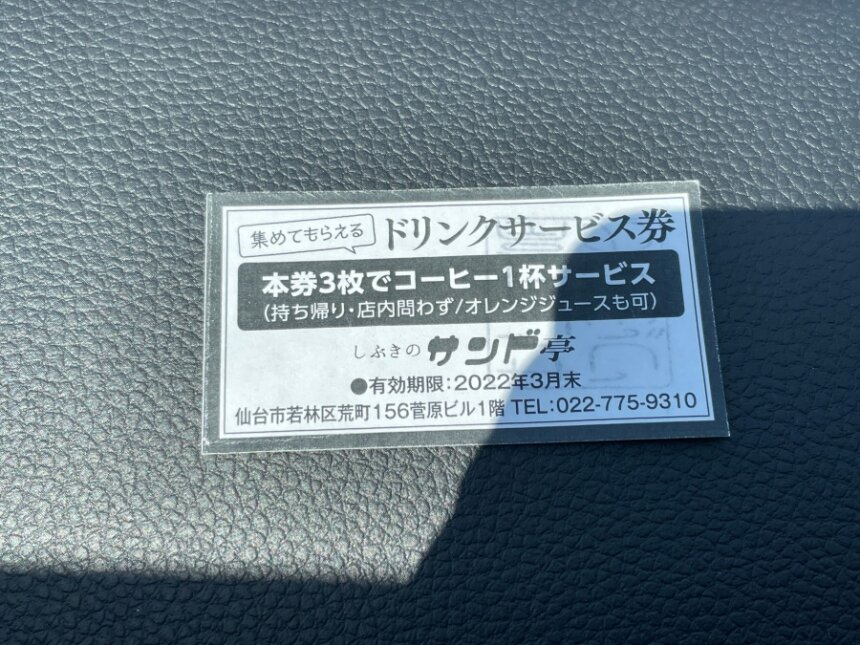 集めてもらえる
ドリンクサービス券
本券3枚でコーヒー1杯サービス
(持ち帰り・店内問わず/オレンジジュースも可)
しぶきの サンド亭
●有効期限:2022年3月末
仙台市若林区荒町156菅原ビル1階 TEL:022-775-9310